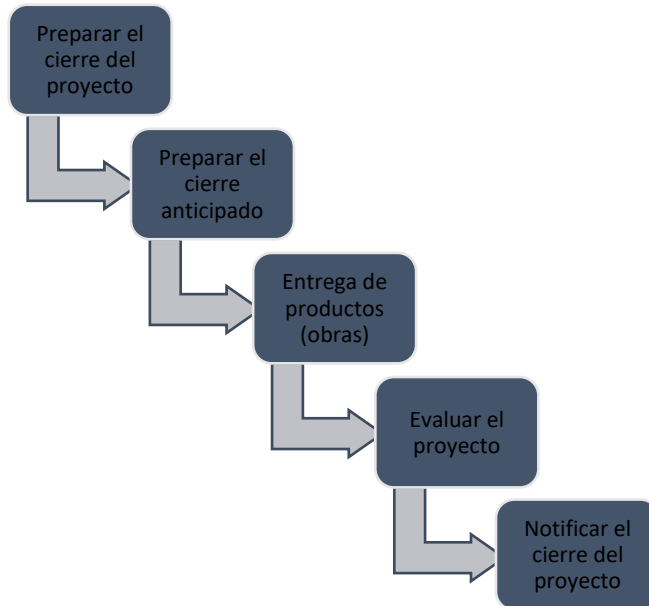 Preparar el
cierre del
proyecto
Preparar el
cierre
anticipado
Entrega de
productos
(obras)
Evaluar el
proyecto
Notificar el
cierre del
proyecto